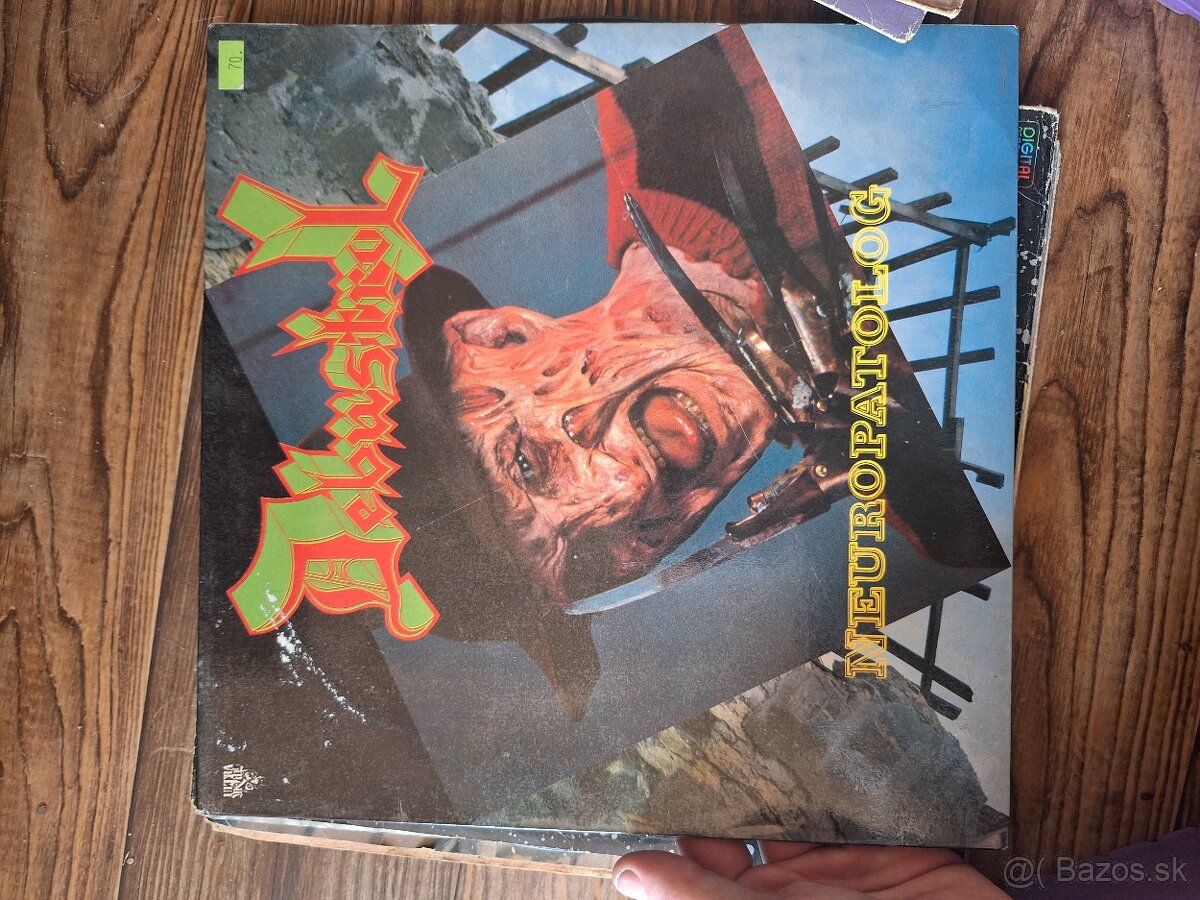 70.
Debustrol
NEUROPATOLOG
DIGITAL
@( Bazos.sk